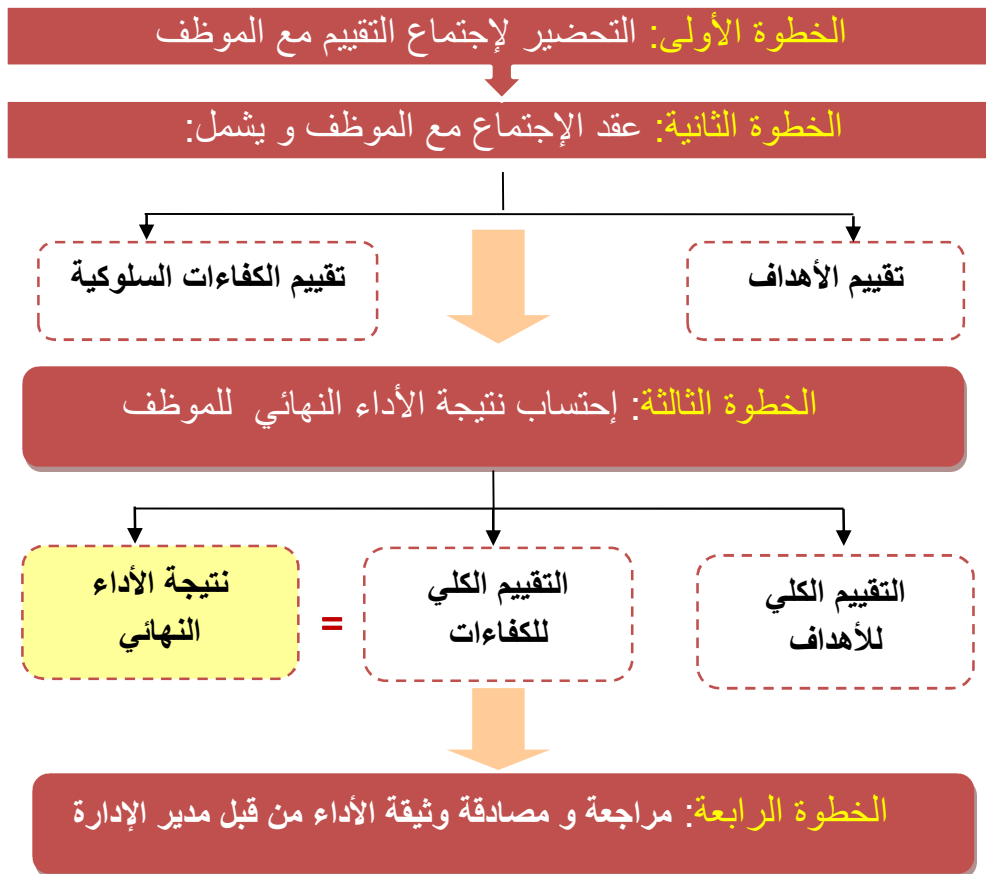 الخطوة الأولى: التحضير لإجتماع التقييم مع الموظف
الخطوة الثانية: عقد الإجتماع مع الموظف و يشمل:
تقييم الأهداف
تقييم الكفاءات السلوكية
الخطوة الثالثة: إحتساب نتيجة الأداء النهائي للموظف
التقييم الكلي
للأهداف
التقييم الكلي
للكفاءات
=
نتيجة الأداء
النهائي
الخطوة الرابعة: مراجعة و مصادقة وثيقة الأداء من قبل مدير الإدارة